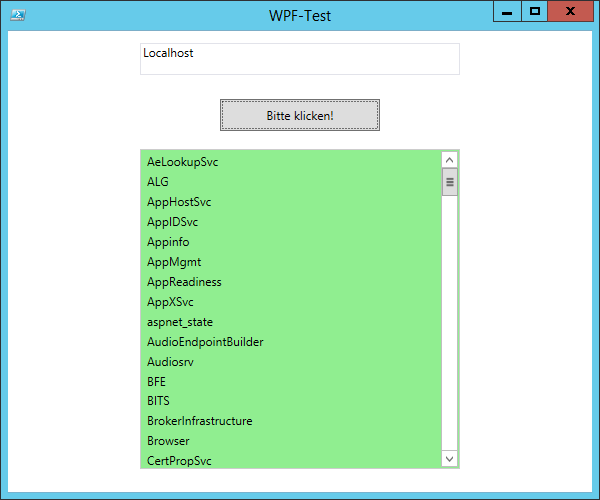 WPF-Test
Localhost
Bitte klicken!
AeLookupSvc
ALG
AppHostSvc
AppIDSvc
Appinfo
AppMgmt
AppReadiness
AppXSvc
aspnet_state
AudioEndpointBuilder
Audiosrv
BFE
BITS
BrokerInfrastructure
Browser
CertPropSvc